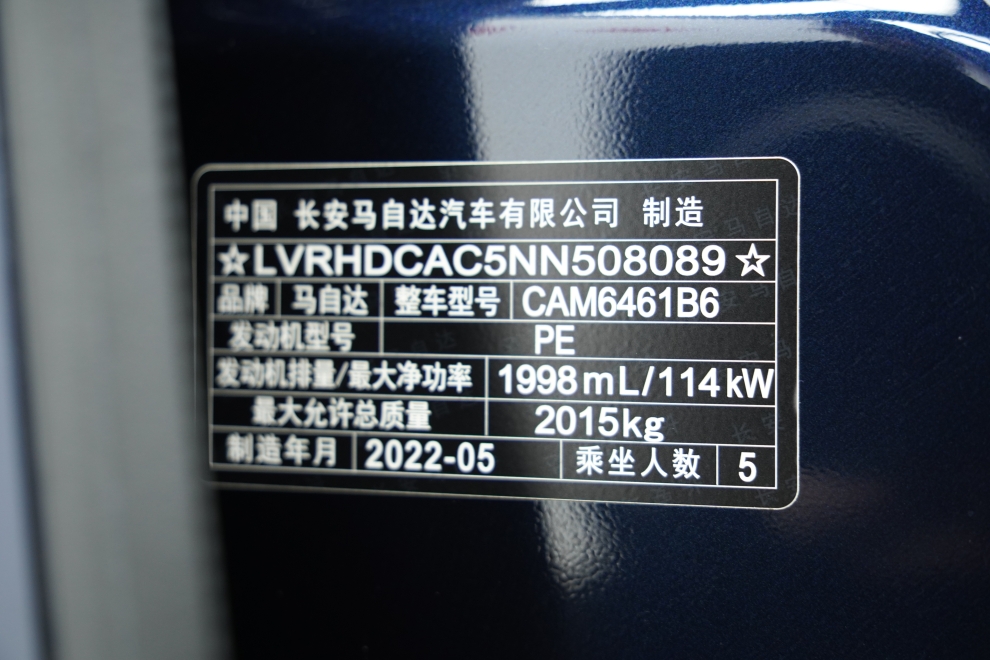 中国 长安马自达汽车有限公司 制造
☆LVRHDCAC5NN508089☆
品牌 马自达 整车型号 CAM6461B6
发动机型号 PE
发动机排量/最大净功率 1998mL/114kW
最大允许总质量 2015kg
制造年月 2022-05 乘坐人数 5